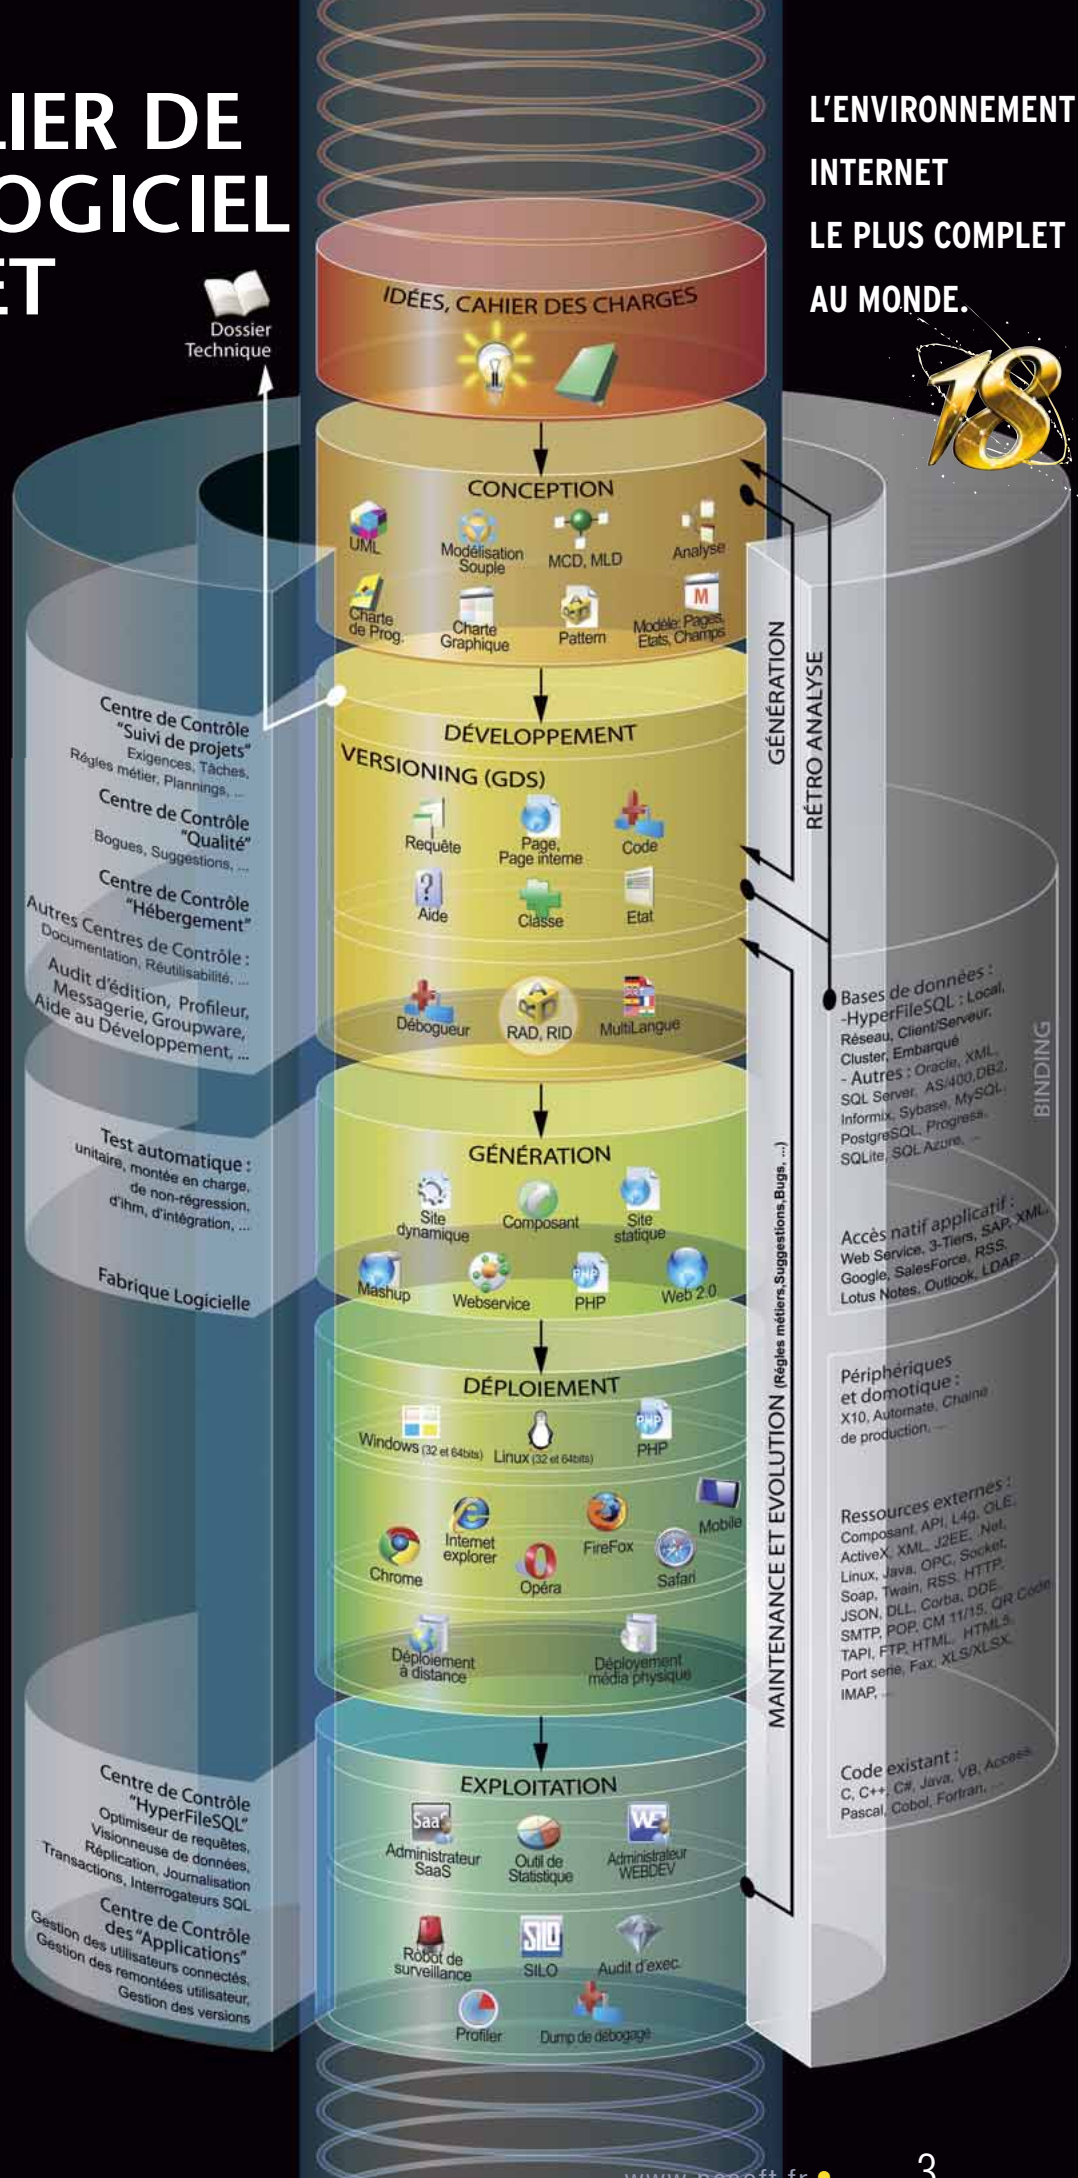 LIER DE
OGICIEL
ET
L'ENVIRONNEMENT
INTERNET
LE PLUS COMPLET
AU MONDE.
18
Dossier
Technique
IDÉES, CAHIER DES CHARGES
CONCEPTION
UML
Modélisation
Souple
MCD, MLD
Analyse
Charte
de Prog.
Charte
Graphique
Pattern
Modèle: Pages,
Etats, Champs
GÉNÉRATION
RÉTRO ANALYSE
DÉVELOPPEMENT
VERSIONING (GDS)
Requête
Page,
Page interne
Code
Aide
Classe
Etat
Débogueur
RAD, RID
MultiLangue
GÉNÉRATION
Site
dynamique
Composant
Site
statique
Mashup
Webservice
PHP
PHP
Web 2.0
DÉPLOIEMENT
Windows (32 et 64bits)
Linux (32 et 64bits)
PHP
PHP
Chrome
Internet
explorer
Opéra
FireFox
Safari
Mobile
Déploiement
à distance
Déployement
média physique
EXPLOITATION
SaaS
Administrateur
SaaS
Outil de
Statistique
Administrateur
WEBDEV
Robot de
surveillance
SILO
SILO
Audit d'exec.
Profiler
Dump de débogage
MAINTENANCE ET EVOLUTION (Régles métiers,Suggestions,Bugs, ...)
Centre de Contrôle
"Suivi de projets"
Exigences, Tâches,
Régles métier, Plannings, ...
Centre de Contrôle
"Qualité"
Bogues, Suggestions, ...
Centre de Contrôle
"Hébergement"
Autres Centres de Contrôle :
Documentation, Réutilisabilité, ...
Audit d'édition, Profileur,
Messagerie, Groupware,
Aide au Développement, ...
Test automatique :
unitaire, montée en charge,
de non-régression,
d'ihm, d'intégration, ...
Fabrique Logicielle
Centre de Contrôle
"HyperFileSQL"
Optimiseur de requêtes,
Visionneuse de données,
Réplication, Journalisation
Transactions, Interrogateurs SQL
Centre de Contrôle
des "Applications"
Gestion des utilisateurs connectés,
Gestion des remontées utilisateur,
Gestion des versions
BINDING
Bases de données :
-HyperFileSQL : Local,
Réseau, Client/Serveur,
Cluster, Embarqué
- Autres : Oracle, XML,
SQL Server, AS/400,DB2,
Informix, Sybase, MySQL,
PostgreSQL, Progress,
SQLite, SQL Azure, ...
Accès natif applicatif :
Web Service, 3-Tiers, SAP, XML,
Google, SalesForce, RSS,
Lotus Notes, Outlook, LDAP ...
Périphériques
et domotique :
X10, Automate, Chaine
de production, ...
Ressources externes :
Composant, API, L4g, OLE,
ActiveX, XML, J2EE, .Net,
Linux, Java, OPC, Socket,
Soap, Twain, RSS, HTTP,
JSON, DLL, Corba, DDE,
SMTP, POP, CM 11/15, QR Code
TAPI, FTP, HTML, HTML5,
Port série, Fax, XLS/XLSX,
IMAP, ...
Code existant :
C, C++, C#, Java, VB, Access,
Pascal, Cobol, Fortran, ...
www.pcsoft.fr
3